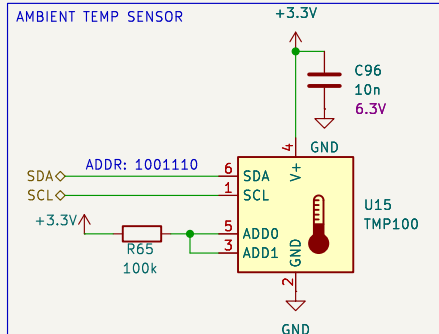 AMBIENT TEMP SENSOR
+3.3V
C96
10n
6.3V
GND
4
V+
ADDR: 1001110
SDA
6
SDA
SCL
1
SCL
U15
TMP100
+3.3V
R65
100k
5
ADD0
3
ADD1
GND
2
GND